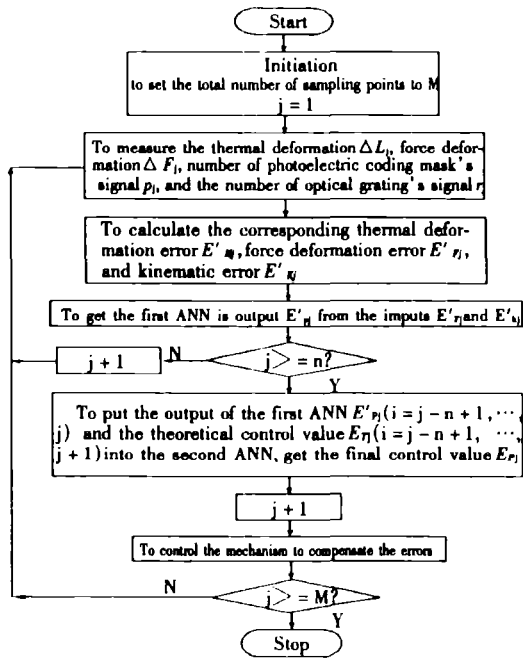 Start
Initiation
to set the total number of sampling points to M
j = 1
To measure the thermal deformation ΔLⱼ, force defor-
mation Δ Fⱼ, number of photoelectric coding mask's
signal pⱼ, and the number of optical grating's signal r
To calculate the corresponding thermal defor-
mation error E′ , force deformation error E′ Fj,
and kinematic error E′ Kj
To get the first ANN is output E′Pj from the imputs E′Tj and E′kj
j + 1
N
j >= n?
Y
To put the output of the first ANN E′Pj(i = j − n + 1, ⋯,
j) and the theoretical control value ETj(i = j − n + 1, ⋯,
j + 1) into the second ANN, get the final control value EPj
j + 1
To control the mechanism to compensate the errors
N
j >= M?
Y
Stop